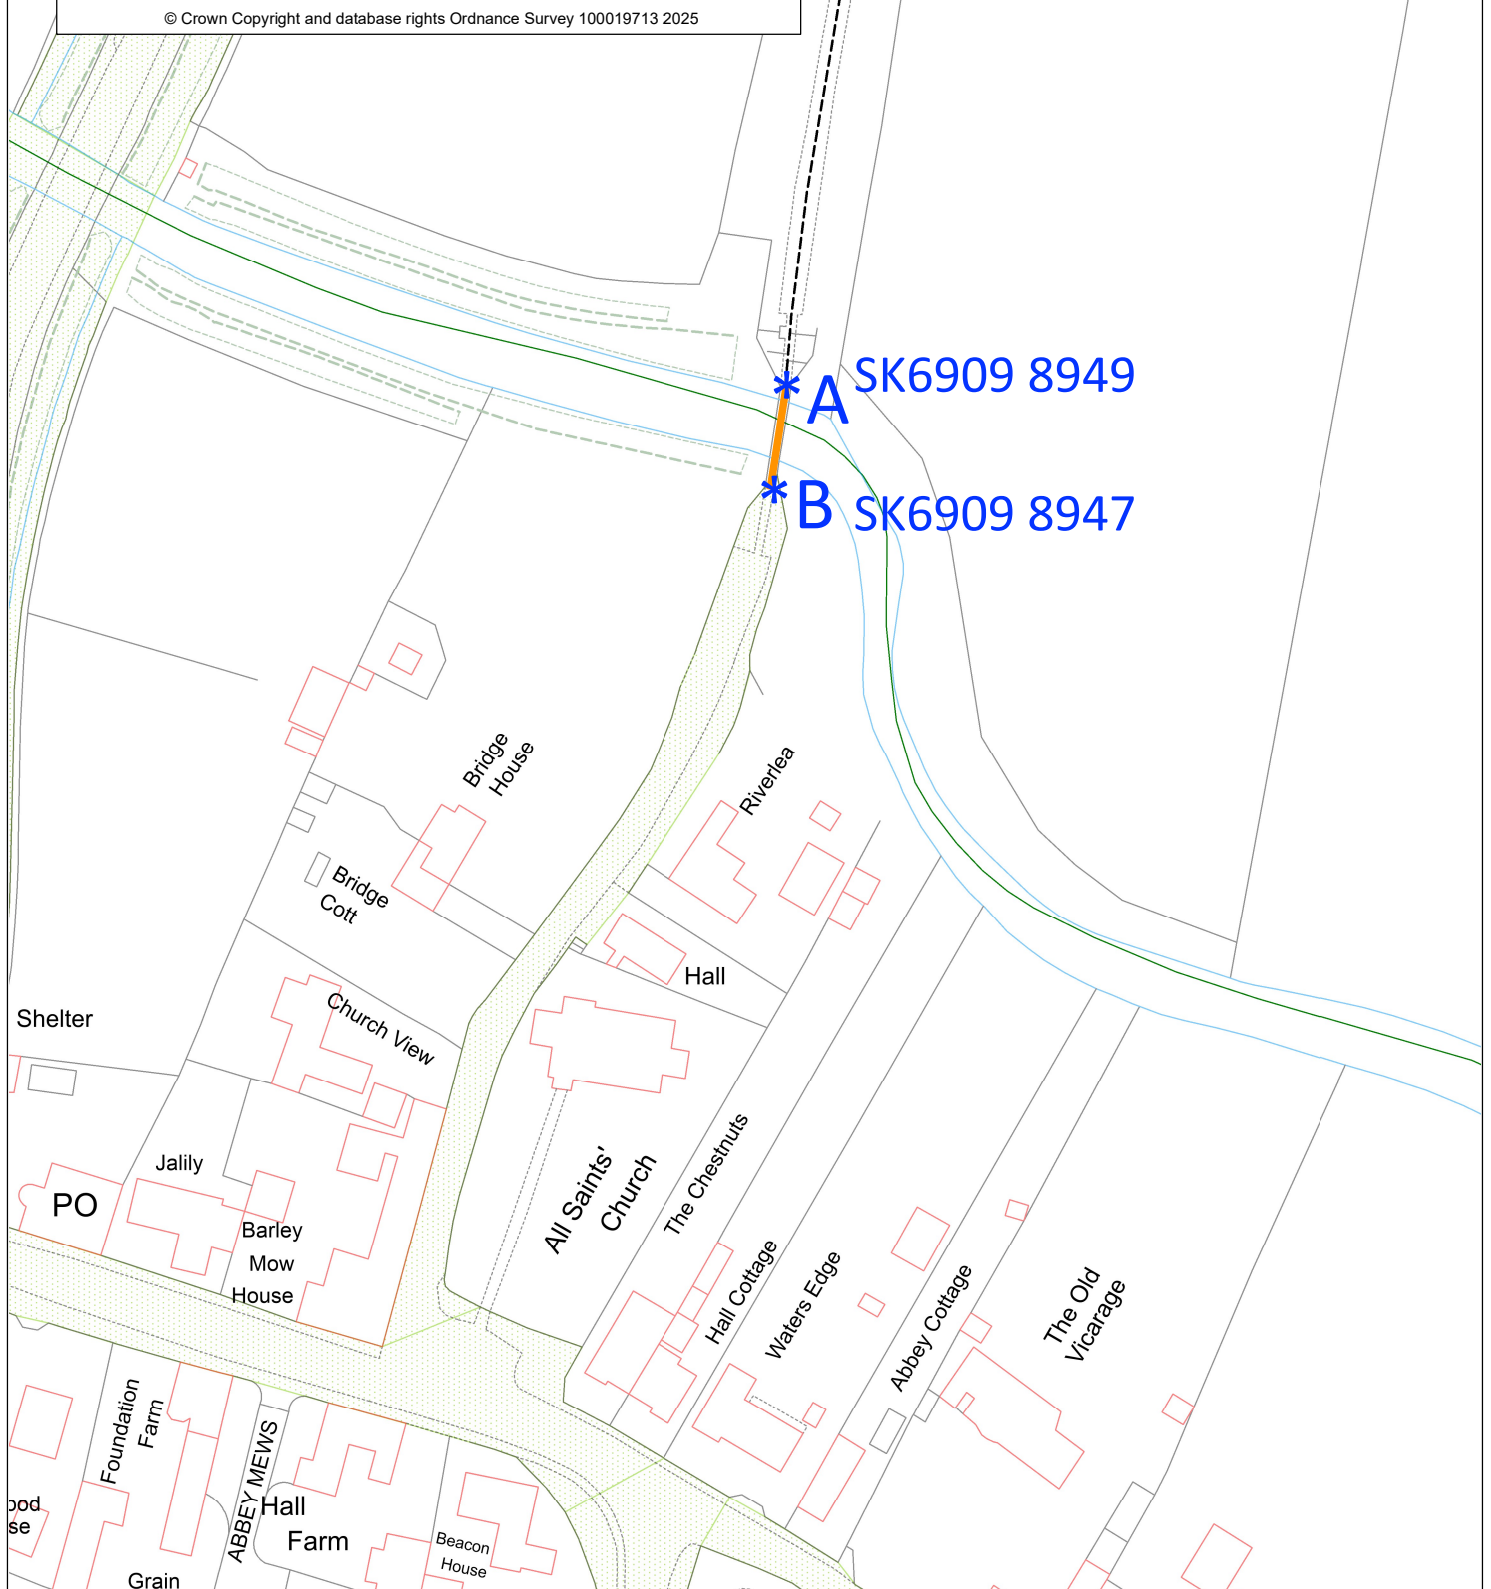 © Crown Copyright and database rights Ordnance Survey 100019713 2025
A
SK6909 8949
B
SK6909 8947
Bridge
House
Riverlea
Bridge
Cott
Hall
Shelter
Church View
Jalily
PO
Barley
Mow
House
All Saints'
Church
The Chestnuts
Hall Cottage
Waters Edge
Abbey Cottage
The Old
Vicarage
Foundation
Farm
ABBEY MEWS
Hall
Farm
Beacon
House
Grain